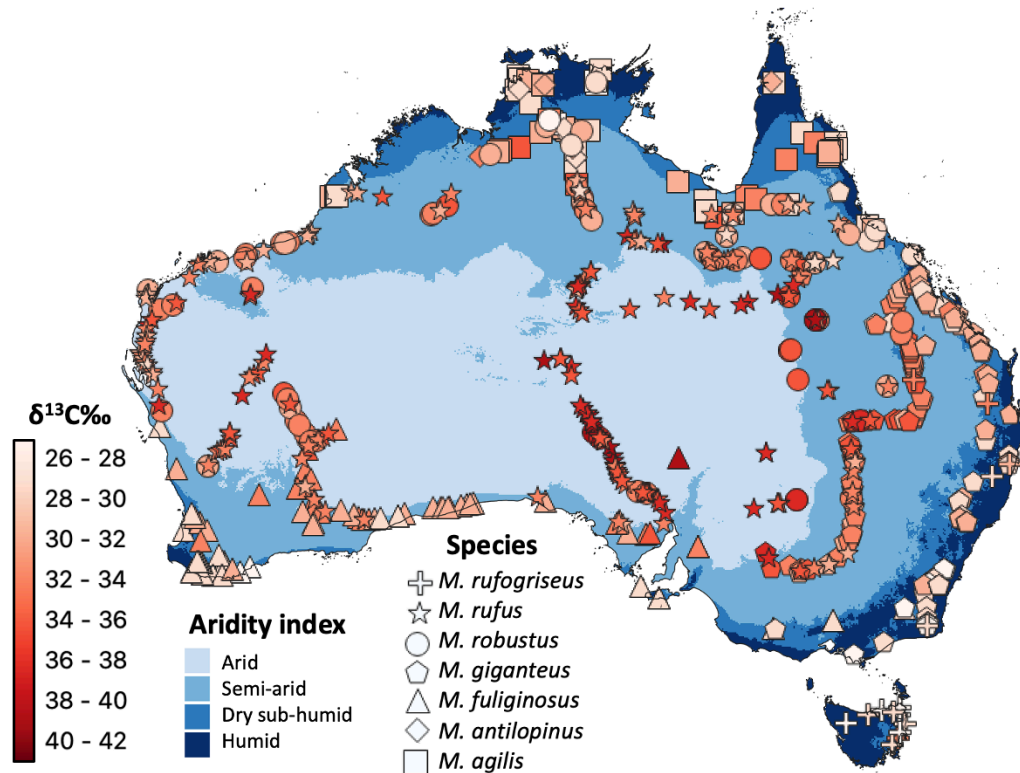 δ¹³C‰
26 – 28
28 – 30
30 – 32
32 – 34
34 – 36
36 – 38
38 – 40
40 – 42
Aridity index
Arid
Semi-arid
Dry sub-humid
Humid
Species
M. rufogriseus
M. rufus
M. robustus
M. giganteus
M. fuliginosus
M. antilopinus
M. agilis